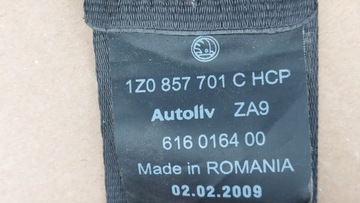 1Z0 857 701 C HCP
Autoliv ZA9
616 0164 00
Made in ROMANIA
02.02.2009